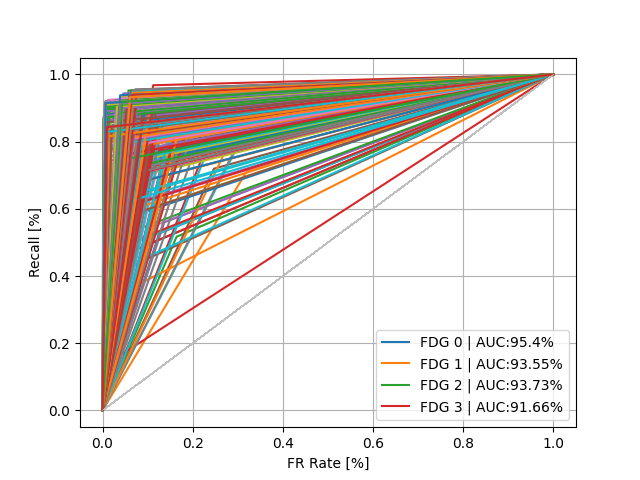 1.0
0.8
0.6
0.4
0.2
0.0
Recall [%]
FDG 0 | AUC:95.4%
FDG 1 | AUC:93.55%
FDG 2 | AUC:93.73%
FDG 3 | AUC:91.66%
0.0 0.2 0.4 0.6 0.8 1.0
FR Rate [%]